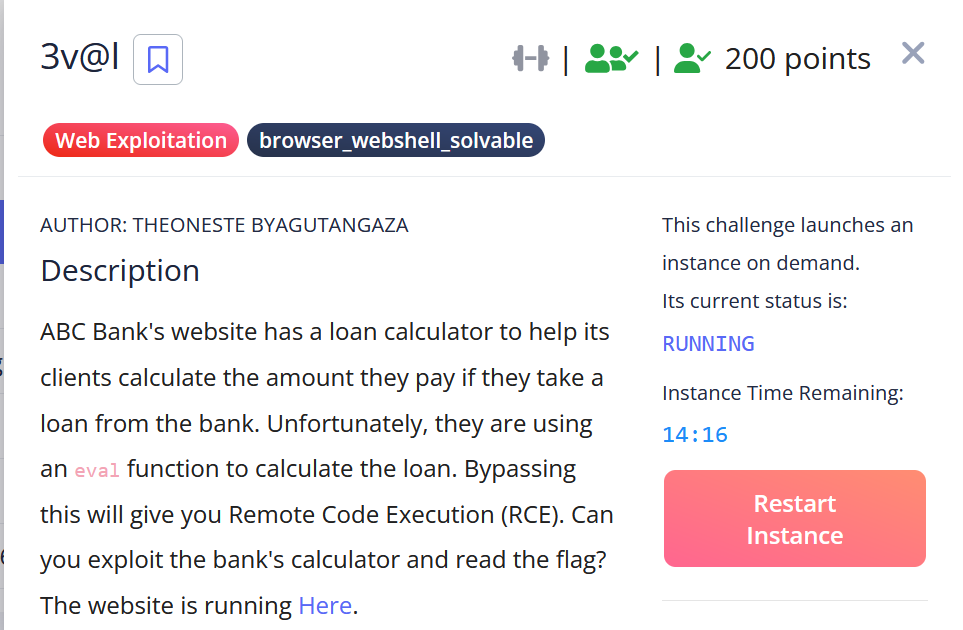 3v@l
| | 200 points
Web Exploitation browser_webshell_solvable
AUTHOR: THEONESTE BYAGUTANGAZA
Description
ABC Bank's website has a loan calculator to help its
clients calculate the amount they pay if they take a
loan from the bank. Unfortunately, they are using
an eval function to calculate the loan. Bypassing
this will give you Remote Code Execution (RCE). Can
you exploit the bank's calculator and read the flag?
The website is running Here.
This challenge launches an
instance on demand.
Its current status is:
RUNNING
Instance Time Remaining:
14:16
Restart
Instance